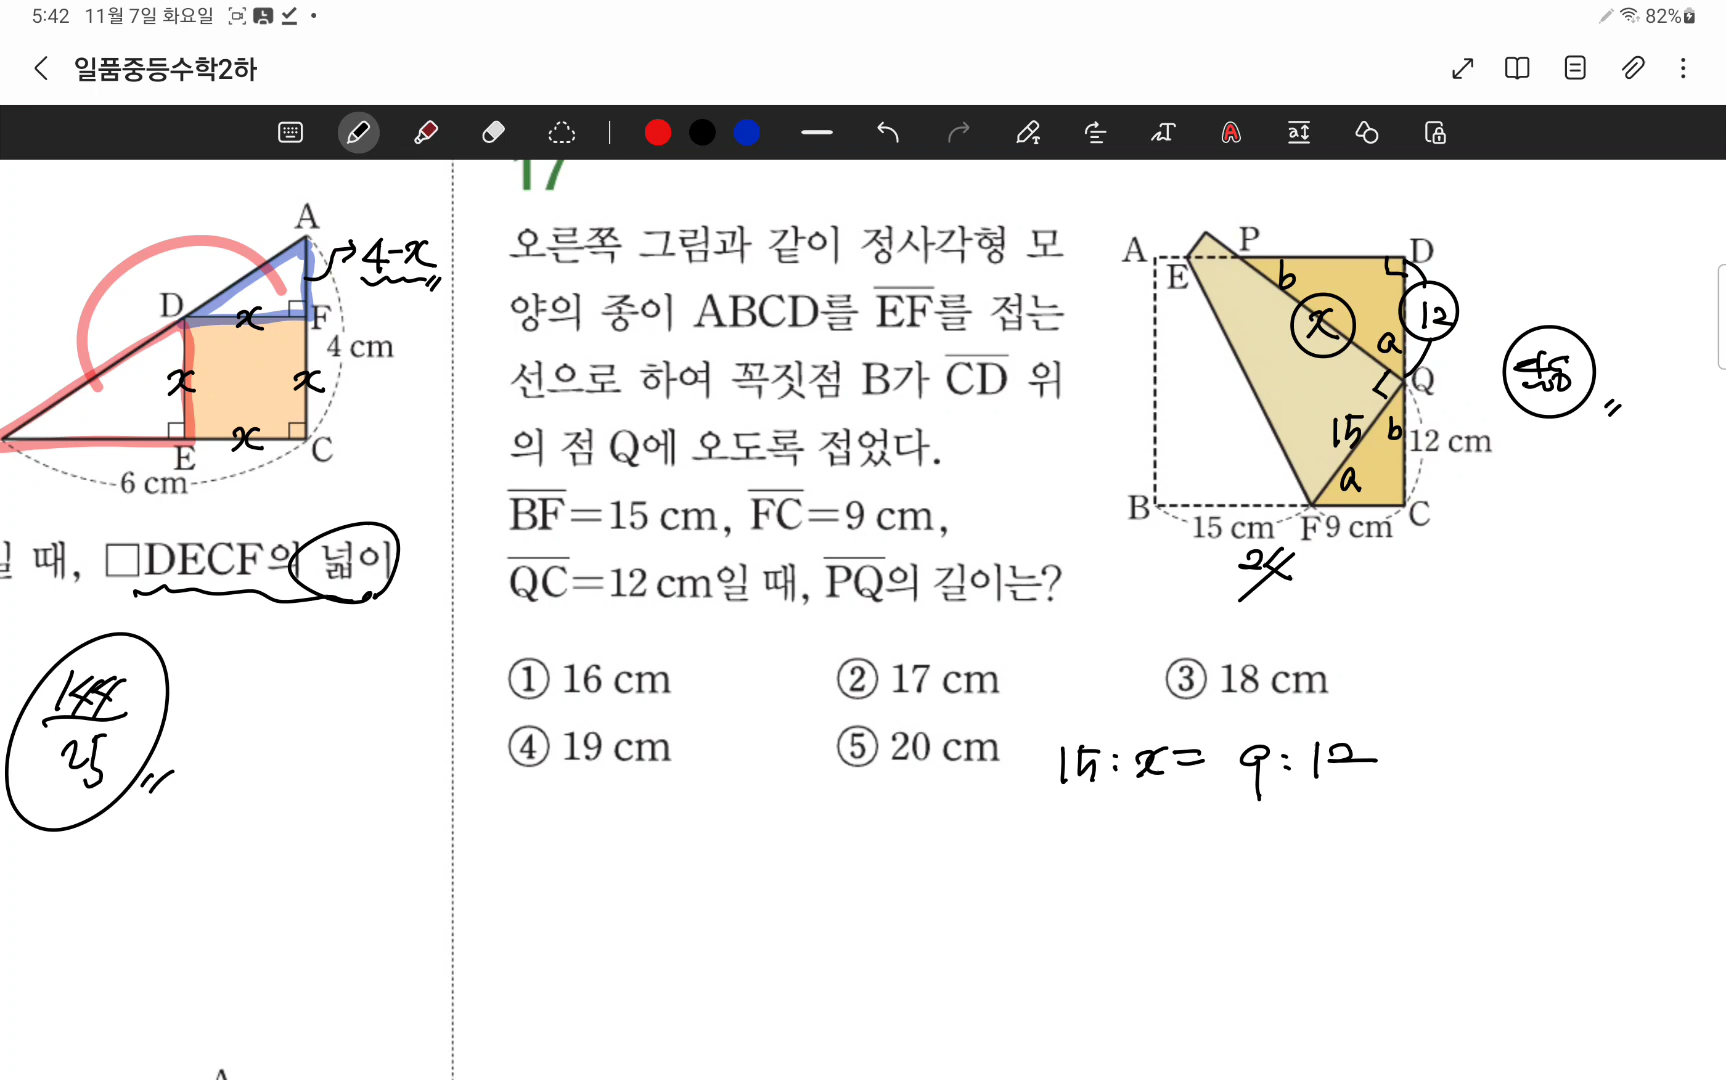 5:42 11월 7일 화요일
82%
일품중등수학2하
A
4-x
D
x
F
4 cm
x
x
x
E
C
6 cm
때, □DECF의 넓이
144
25
17
오른쪽 그림과 같이 정사각형 모
양의 종이 ABCD를 EF를 접는
선으로 하여 꼭짓점 B가 CD 위
의 점 Q에 오도록 접었다.
BF=15 cm, FC=9 cm,
QC=12 cm일 때, PQ의 길이는?
① 16 cm ② 17 cm ③ 18 cm
④ 19 cm ⑤ 20 cm
A
P
D
E
b
x
12
a
Q
15
b
12 cm
a
B
15 cm
F
9 cm
C
24
15:x= 9:12
A